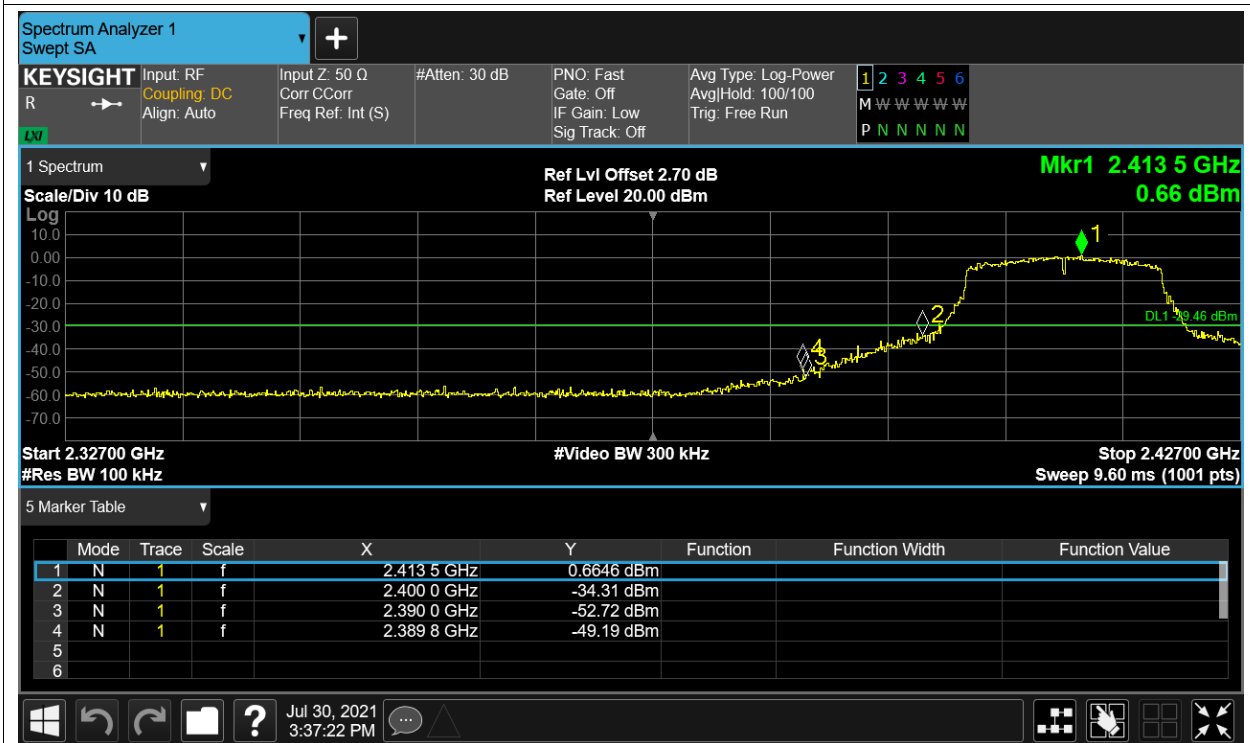 Spectrum Analyzer 1
Swept SA
+
KEYSIGHT Input: RF Input Z: 50 Ω #Atten: 30 dB PNO: Fast Avg Type: Log-Power 1 2 3 4 5 6
R Coupling: DC Corr CCorr Gate: Off Avg|Hold: 100/100 M W W W W W
Align: Auto Freq Ref: Int (S) IF Gain: Low Trig: Free Run
LXI Sig Track: Off P N N N N N
1 Spectrum Ref Lvl Offset 2.70 dB Mkr1 2.413 5 GHz
Scale/Div 10 dB Ref Level 20.00 dBm 0.66 dBm
Log
10.0
1
0.00
-10.0
-20.0
2
DL1 -29.46 dBm
-30.0
-40.0
4
3
-50.0
-60.0
-70.0
Start 2.32700 GHz #Video BW 300 kHz Stop 2.42700 GHz
#Res BW 100 kHz Sweep 9.60 ms (1001 pts)
5 Marker Table
Mode Trace Scale X Y Function Function Width Function Value
1 N 1 f 2.413 5 GHz 0.6646 dBm
2 N 1 f 2.400 0 GHz -34.31 dBm
3 N 1 f 2.390 0 GHz -52.72 dBm
4 N 1 f 2.389 8 GHz -49.19 dBm
5
6
? Jul 30, 2021
3:37:22 PM